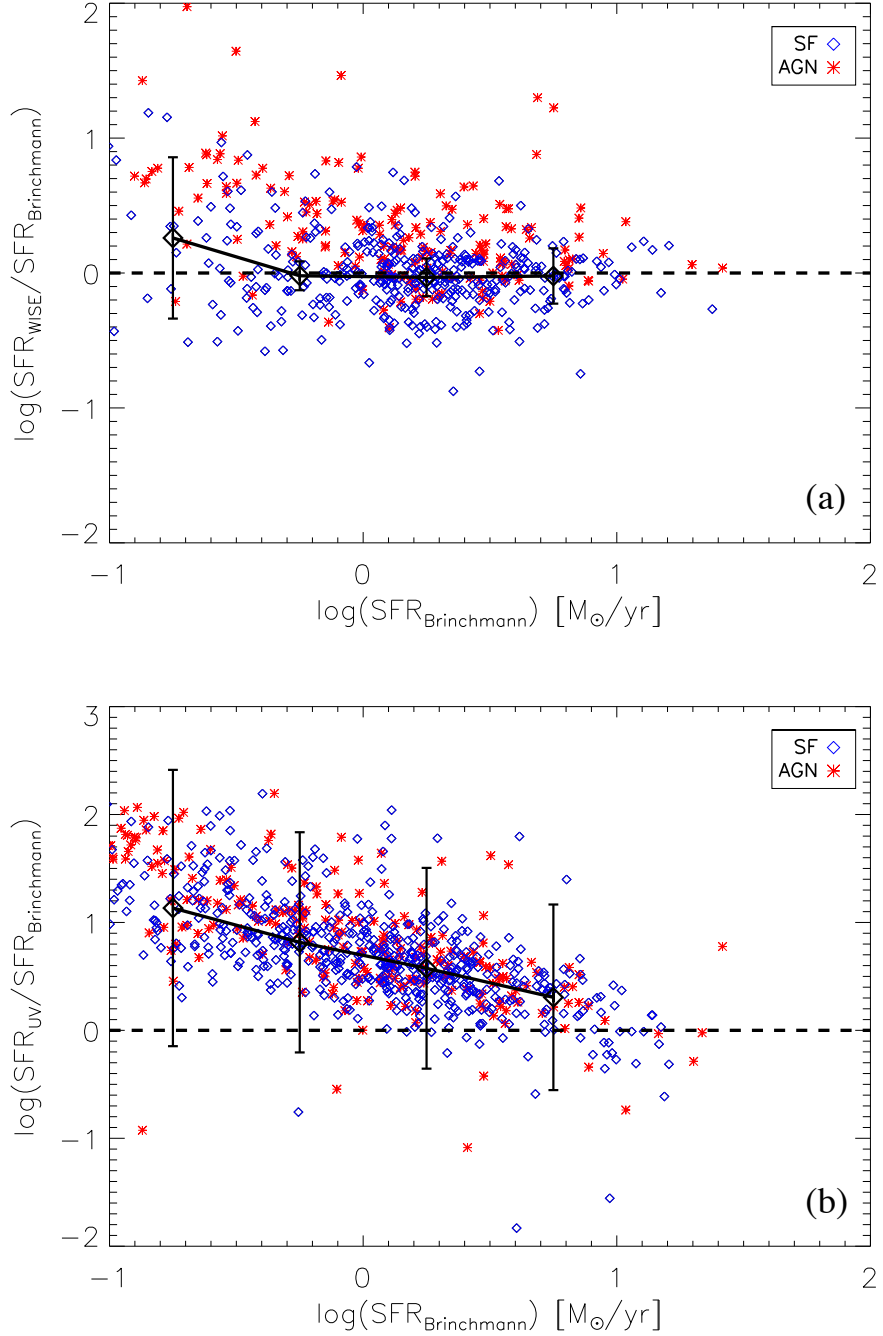 2
1
0
−1
−2
log(SFR_WISE/SFR_Brinchmann)
SF
AGN
(a)
−1 0 1 2
log(SFR_Brinchmann) [M_⊙/yr]
3
2
1
0
−1
−2
log(SFR_UV/SFR_Brinchmann)
SF
AGN
(b)
−1 0 1 2
log(SFR_Brinchmann) [M_⊙/yr]